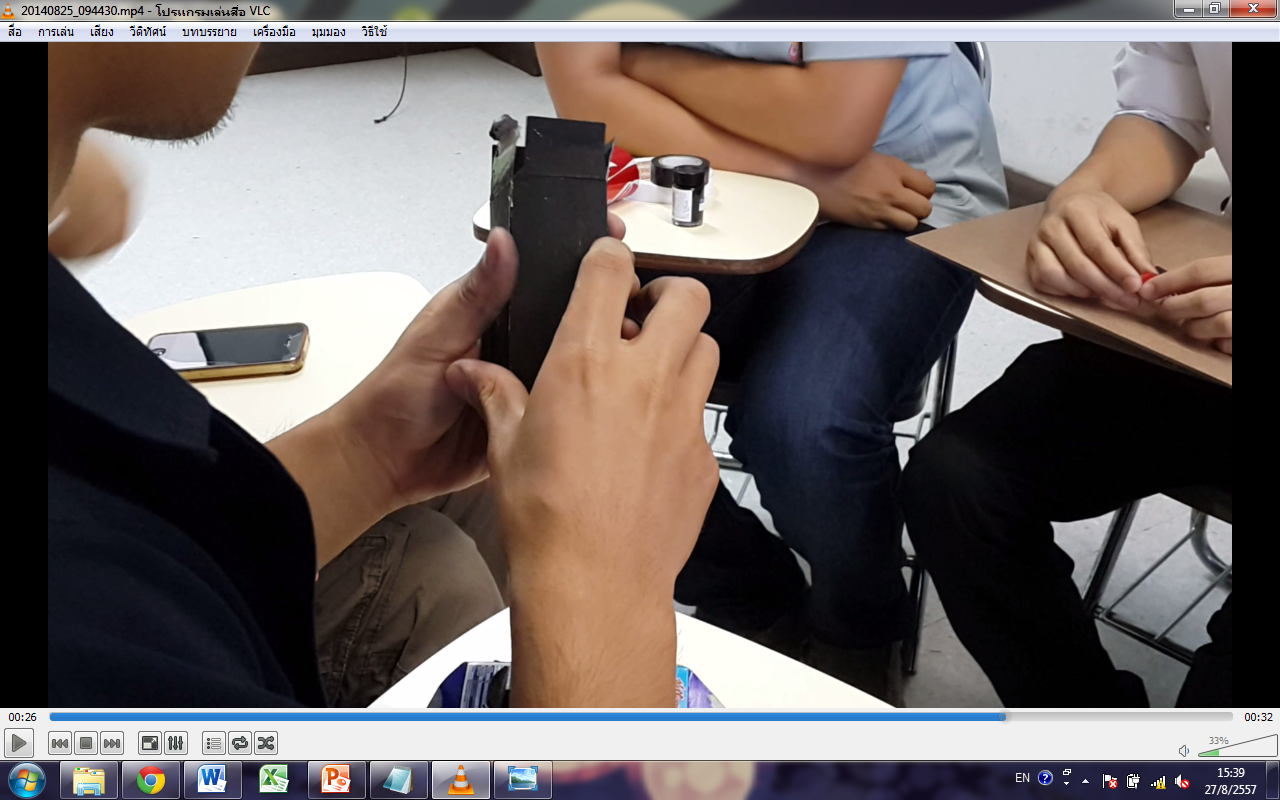 20140825_094430.mp4 - โปรแกรมเล่นสื่อ VLC
สื่อ การเล่น เสียง วิดีทัศน์ บทบรรยาย เครื่องมือ มุมมอง วิธีใช้
00:26 00:32
33%
EN 15:39
27/8/2557